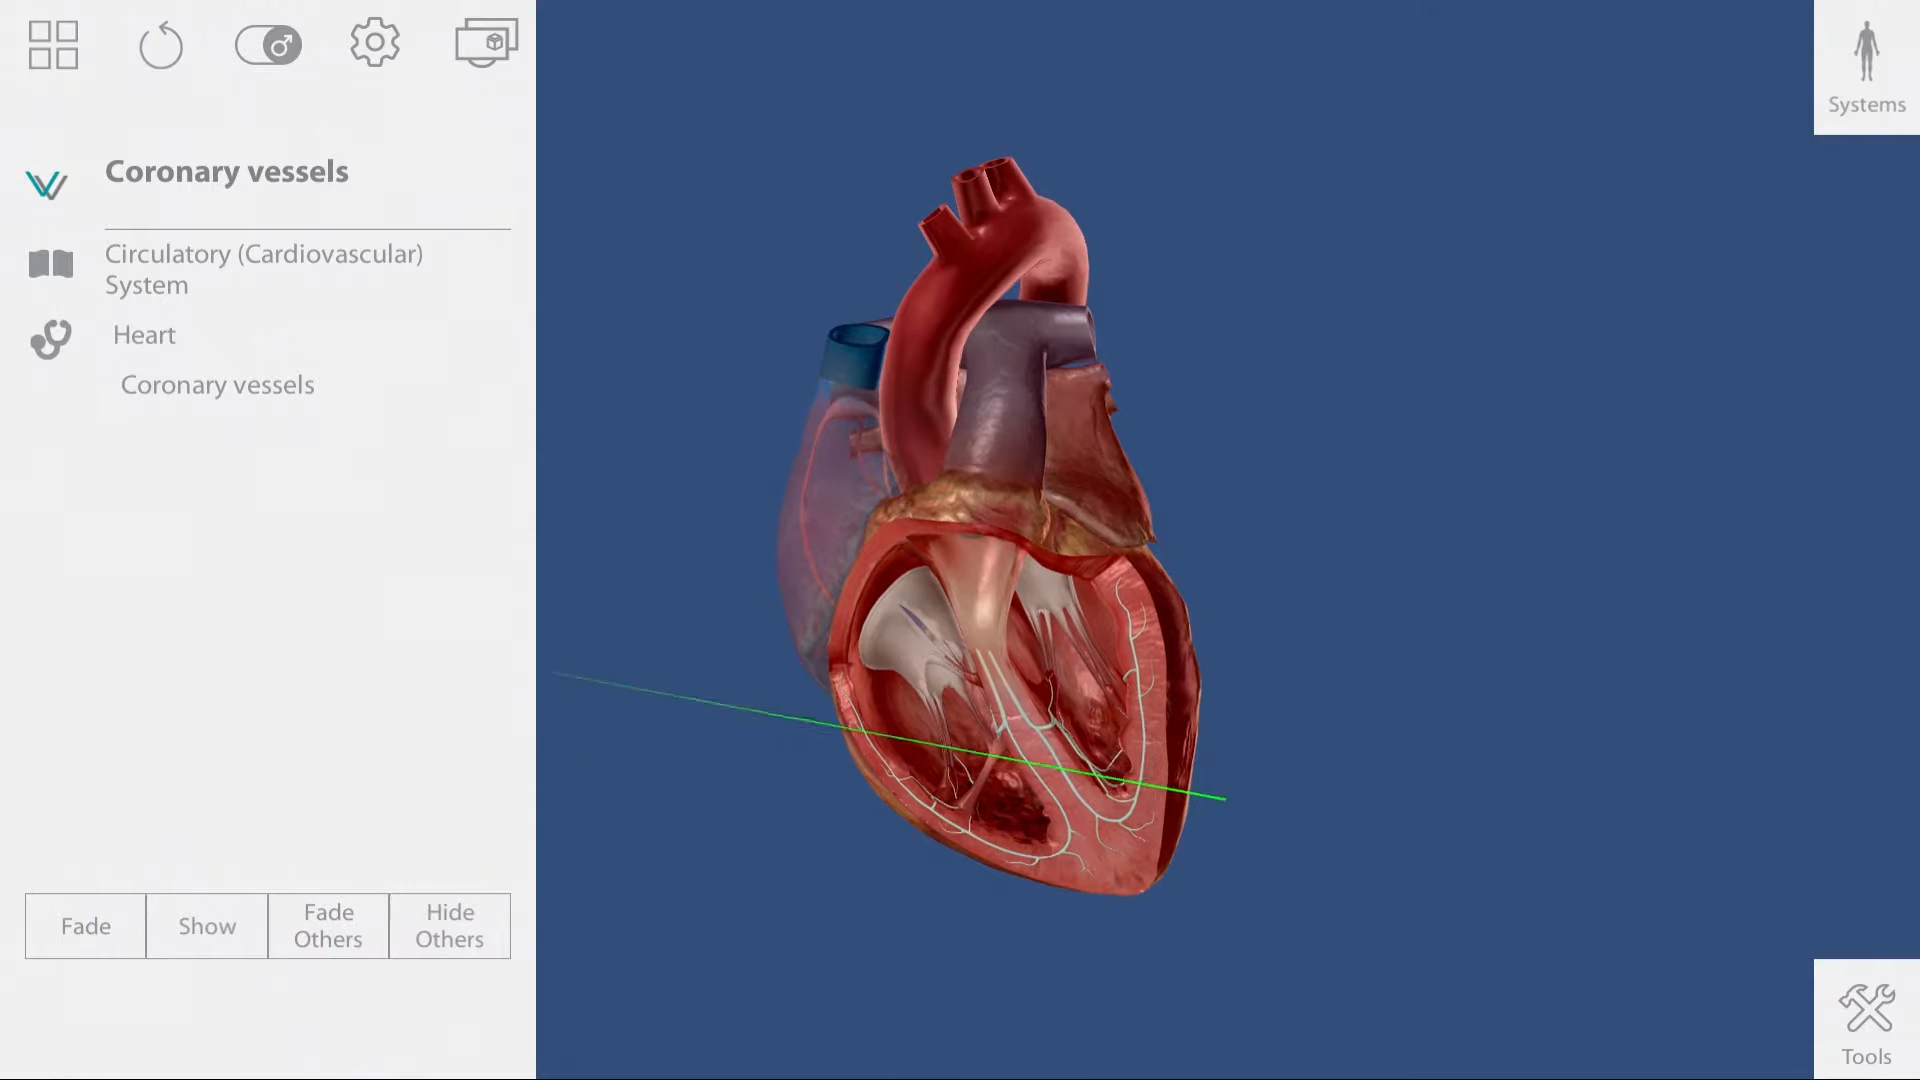 Coronary vessels
Circulatory (Cardiovascular)
System
Heart
Coronary vessels
Fade
Show
Fade
Others
Hide
Others
Systems
Tools